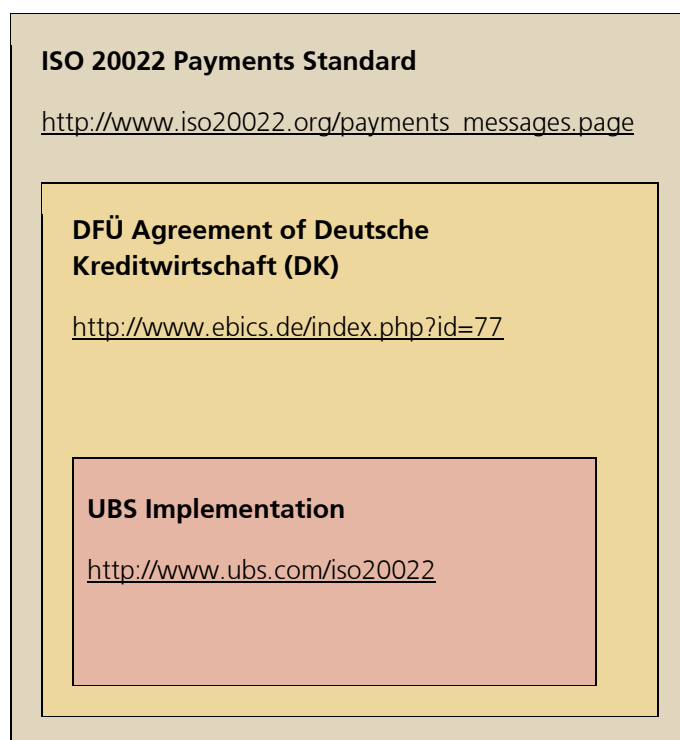 ISO 20022 Payments Standard
http://www.iso20022.org/payments_messages.page
DFÜ Agreement of Deutsche
Kreditwirtschaft (DK)
http://www.ebics.de/index.php?id=77
UBS Implementation
http://www.ubs.com/iso20022